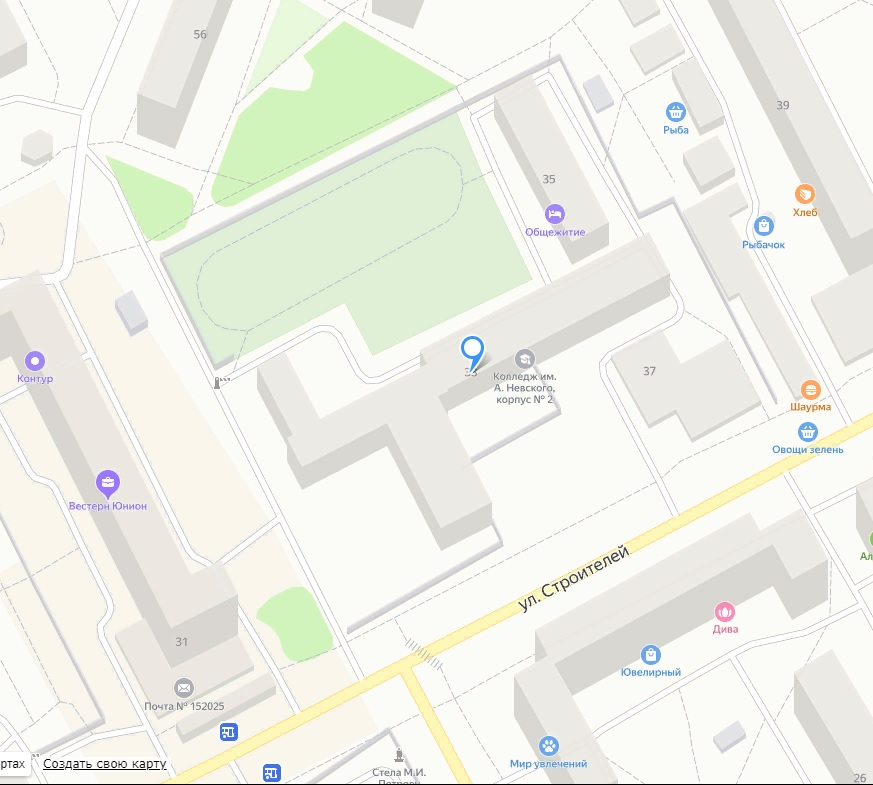 56
39
Рыба
35
Общежитие
Хлеб
Рыбачок
Контур
Колледж им.
А. Невского,
корпус № 2
37
Шаурма
Овощи зелень
Вестерн Юнион
ул. Строителей
Дива
31
Ювелирный
Почта № 152025
Мир увлечений
Стела М.И.
Создать свою карту
26